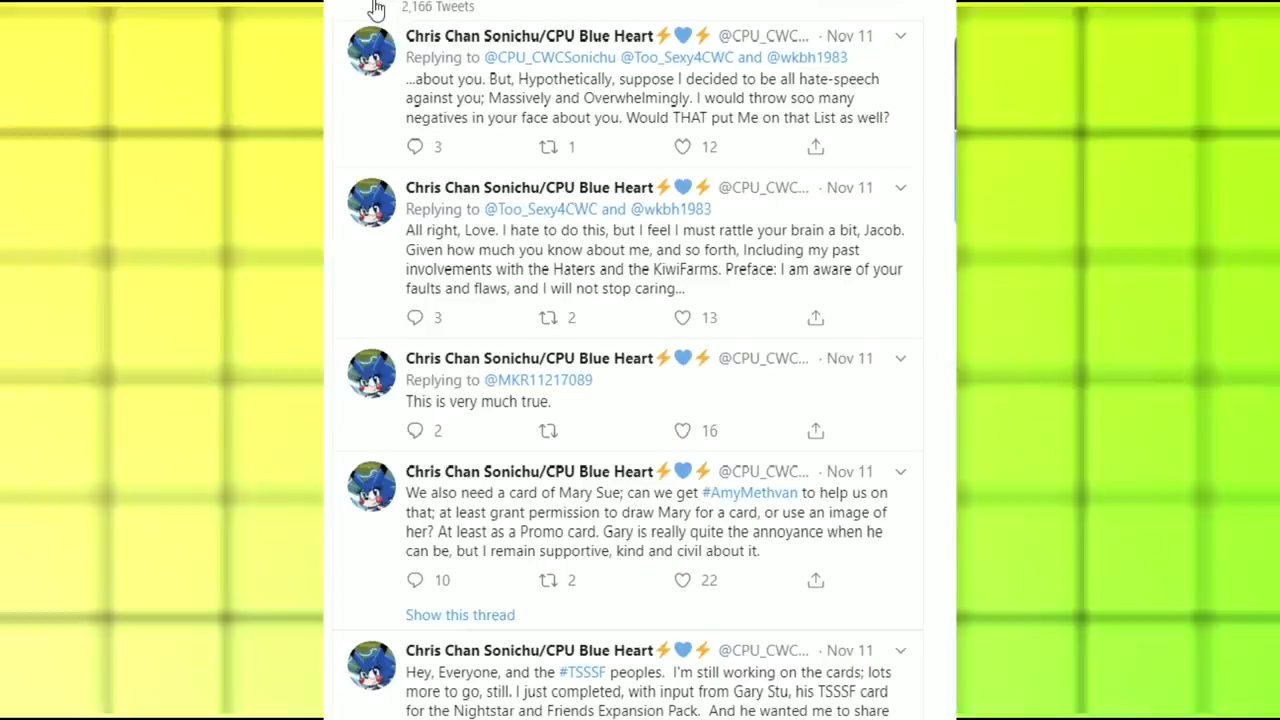 2,166 Tweets
Chris Chan Sonichu/CPU Blue Heart⚡💙⚡ @CPU_CWC... · Nov 11
Replying to @CPU_CWCSonichu @Too_Sexy4CWC and @wkbh1983
...about you. But, Hypothetically, suppose I decided to be all hate-speech
against you; Massively and Overwhelmingly. I would throw soo many
negatives in your face about you. Would THAT put Me on that List as well?
3 1 12
Chris Chan Sonichu/CPU Blue Heart⚡💙⚡ @CPU_CWC... · Nov 11
Replying to @Too_Sexy4CWC and @wkbh1983
All right, Love. I hate to do this, but I feel I must rattle your brain a bit, Jacob.
Given how much you know about me, and so forth, Including my past
involvements with the Haters and the KiwiFarms. Preface: I am aware of your
faults and flaws, and I will not stop caring...
3 2 13
Chris Chan Sonichu/CPU Blue Heart⚡💙⚡ @CPU_CWC... · Nov 11
Replying to @MKR11217089
This is very much true.
2 16
Chris Chan Sonichu/CPU Blue Heart⚡💙⚡ @CPU_CWC... · Nov 11
We also need a card of Mary Sue; can we get #AmyMethvan to help us on
that; at least grant permission to draw Mary for a card, or use an image of
her? At least as a Promo card. Gary is really quite the annoyance when he
can be, but I remain supportive, kind and civil about it.
10 2 22
Show this thread
Chris Chan Sonichu/CPU Blue Heart⚡💙⚡ @CPU_CWC... · Nov 11
Hey, Everyone, and the #TSSSF peoples. I'm still working on the cards; lots
more to go, still. I just completed, with input from Gary Stu, his TSSSF card
for the Nightstar and Friends Expansion Pack. And he wanted me to share